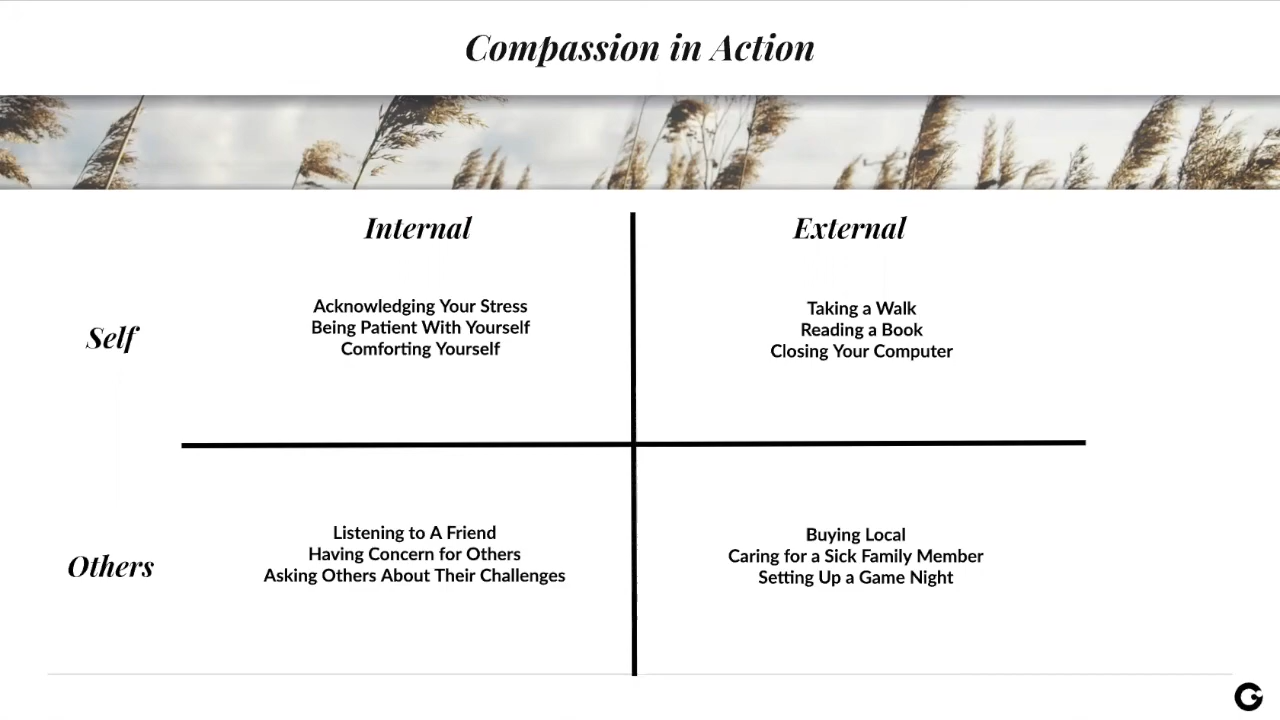 Compassion in Action
Internal
External
Self
Acknowledging Your Stress
Being Patient With Yourself
Comforting Yourself
Taking a Walk
Reading a Book
Closing Your Computer
Others
Listening to A Friend
Having Concern for Others
Asking Others About Their Challenges
Buying Local
Caring for a Sick Family Member
Setting Up a Game Night